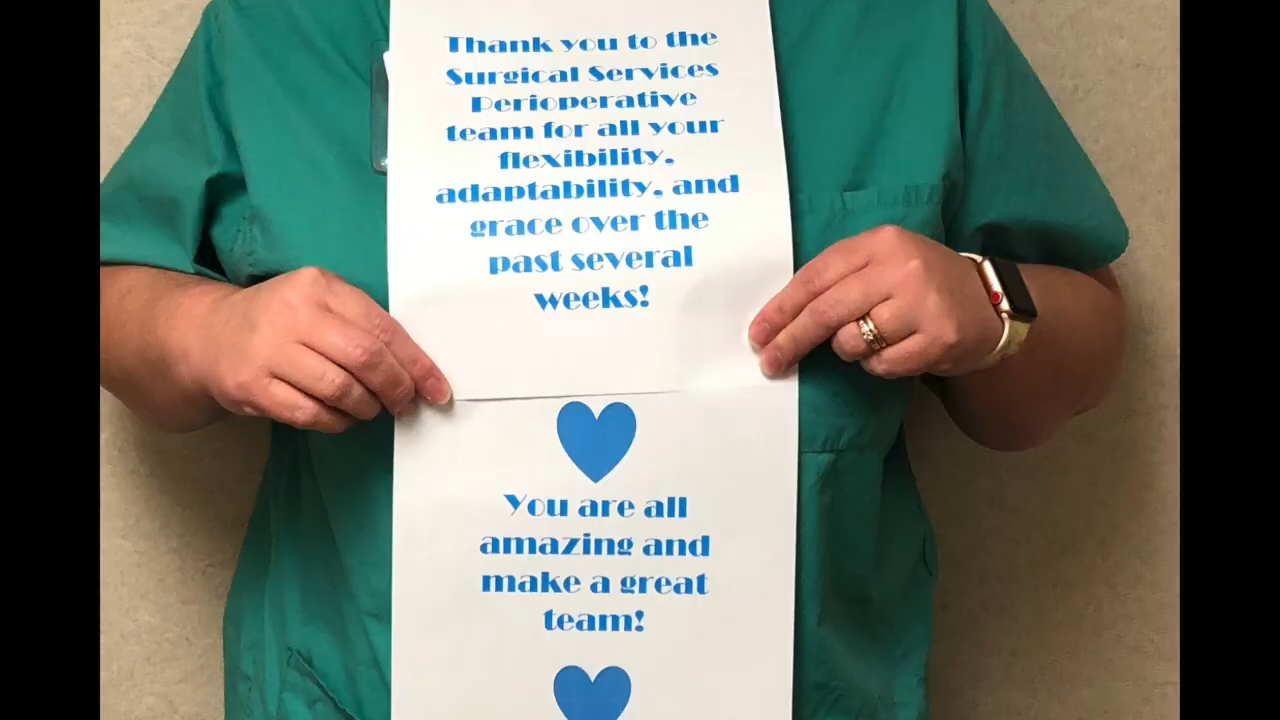 Thank you to the
Surgical Services
Perioperative
team for all your
flexibility,
adaptability, and
grace over the
past several
weeks!
You are all
amazing and
make a great
team!